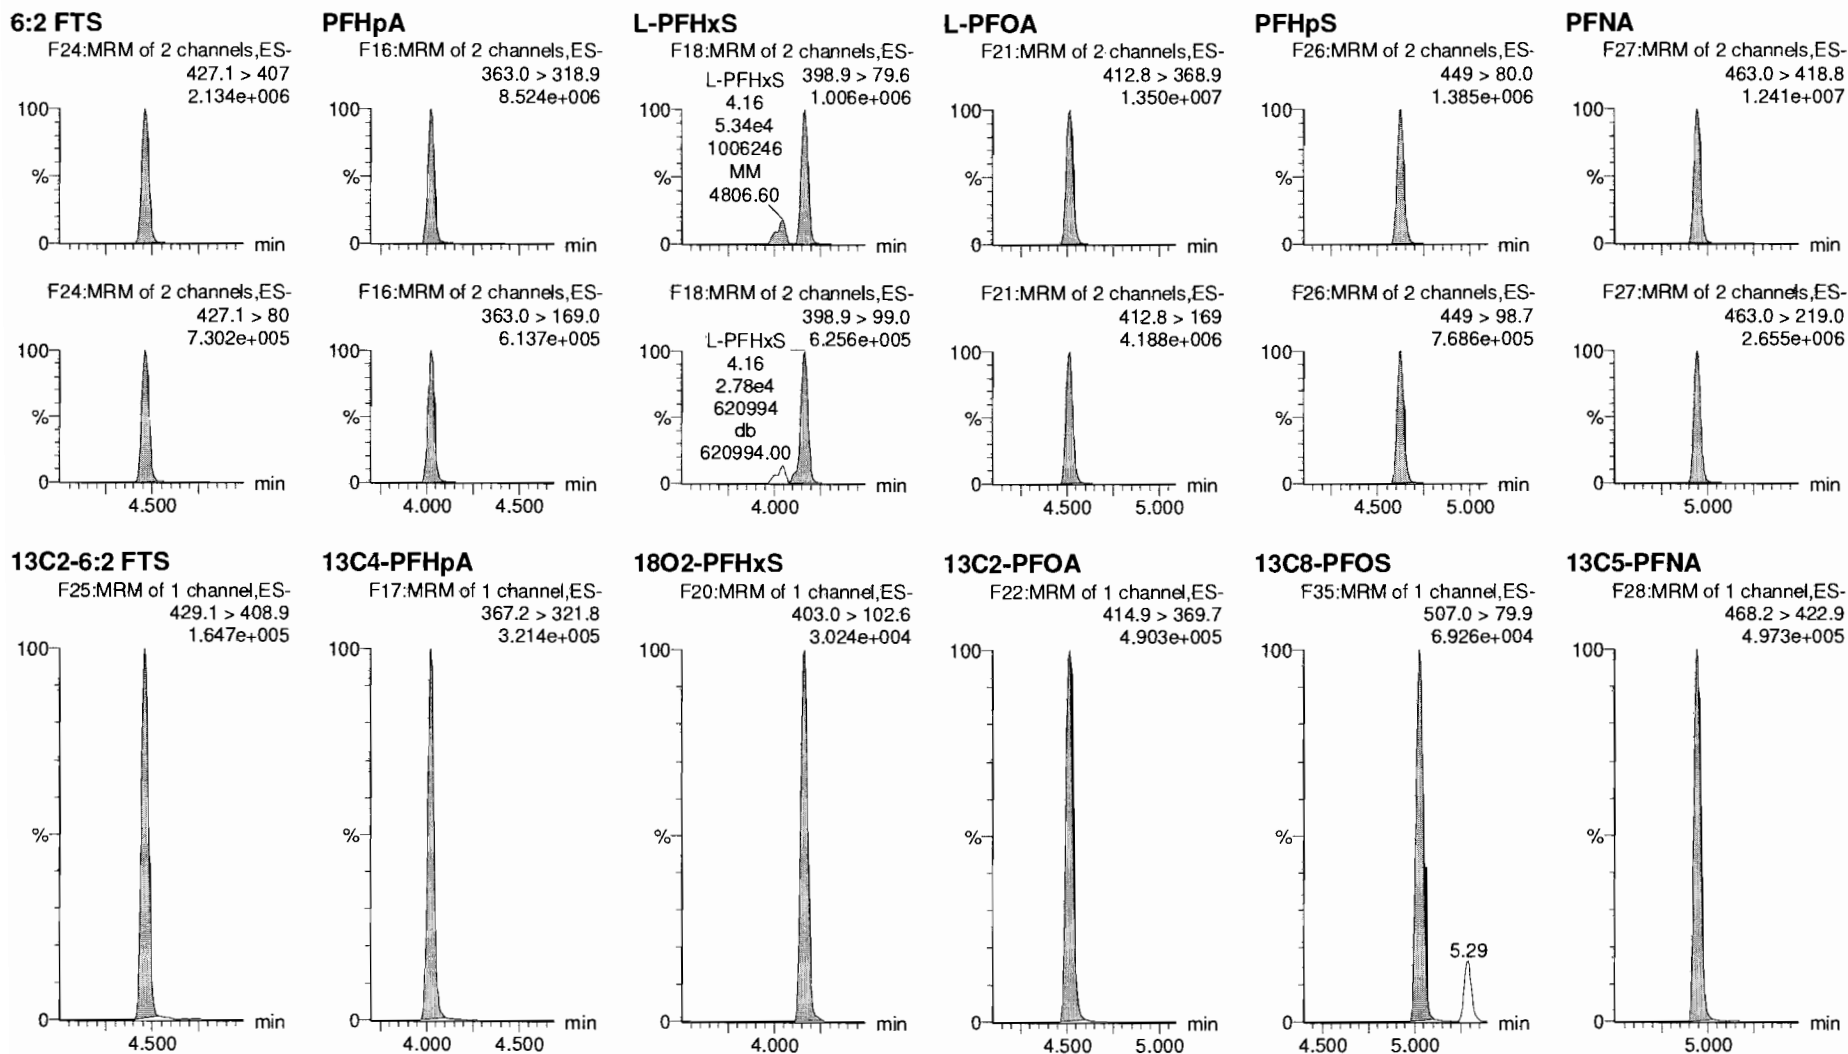 6:2 FTS
F24:MRM of 2 channels,ES-
427.1 > 407
2.134e+006
100
%
0
min
PFHpA
F16:MRM of 2 channels,ES-
363.0 > 318.9
8.524e+006
100
%
0
min
L-PFHxS
F18:MRM of 2 channels,ES-
L-PFHxS 398.9 > 79.6
4.16 1.006e+006
100
5.34e4
1006246
MM
%
4806.60
0
min
L-PFOA
F21:MRM of 2 channels,ES-
412.8 > 368.9
1.350e+007
100
%
0
min
PFHpS
F26:MRM of 2 channels,ES-
449 > 80.0
1.385e+006
100
%
0
min
PFNA
F27:MRM of 2 channels,ES-
463.0 > 418.8
1.241e+007
100
%
0
min
F24:MRM of 2 channels,ES-
427.1 > 80
7.302e+005
100
%
0
min
4.500
F16:MRM of 2 channels,ES-
363.0 > 169.0
6.137e+005
100
%
0
min
4.000 4.500
F18:MRM of 2 channels,ES-
398.9 > 99.0
L-PFHxS 6.256e+005
100
4.16
2.78e4
620994
%
db
620994.00
0
min
4.000
F21:MRM of 2 channels,ES-
412.8 > 169
4.188e+006
100
%
0
min
4.500 5.000
F26:MRM of 2 channels,ES-
449 > 98.7
7.686e+005
100
%
0
min
4.500 5.000
F27:MRM of 2 channels,ES-
463.0 > 219.0
2.655e+006
100
%
0
min
5.000
13C2-6:2 FTS
F25:MRM of 1 channel,ES-
429.1 > 408.9
1.647e+005
100
%
0
min
4.500
13C4-PFHpA
F17:MRM of 1 channel,ES-
367.2 > 321.8
3.214e+005
100
%
0
min
4.000 4.500
18O2-PFHxS
F20:MRM of 1 channel,ES-
403.0 > 102.6
3.024e+004
100
%
0
min
4.000
13C2-PFOA
F22:MRM of 1 channel,ES-
414.9 > 369.7
4.903e+005
100
%
0
min
4.500 5.000
13C8-PFOS
F35:MRM of 1 channel,ES-
507.0 > 79.9
6.926e+004
100
%
5.29
0
min
4.500 5.000
13C5-PFNA
F28:MRM of 1 channel,ES-
468.2 > 422.9
4.973e+005
100
%
0
min
5.000